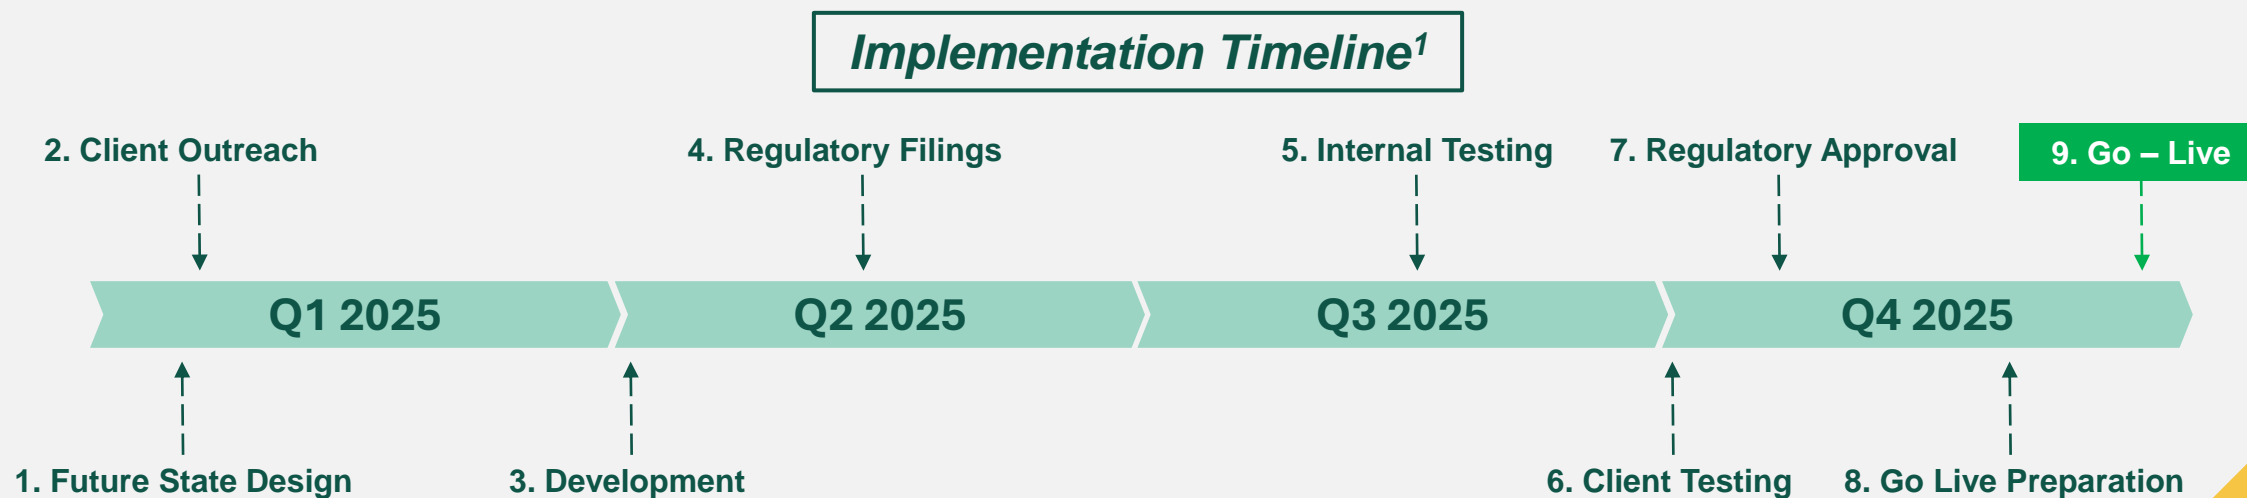 Implementation Timeline¹
2. Client Outreach
4. Regulatory Filings
5. Internal Testing
7. Regulatory Approval
9. Go – Live
Q1 2025
Q2 2025
Q3 2025
Q4 2025
1. Future State Design
3. Development
6. Client Testing
8. Go Live Preparation